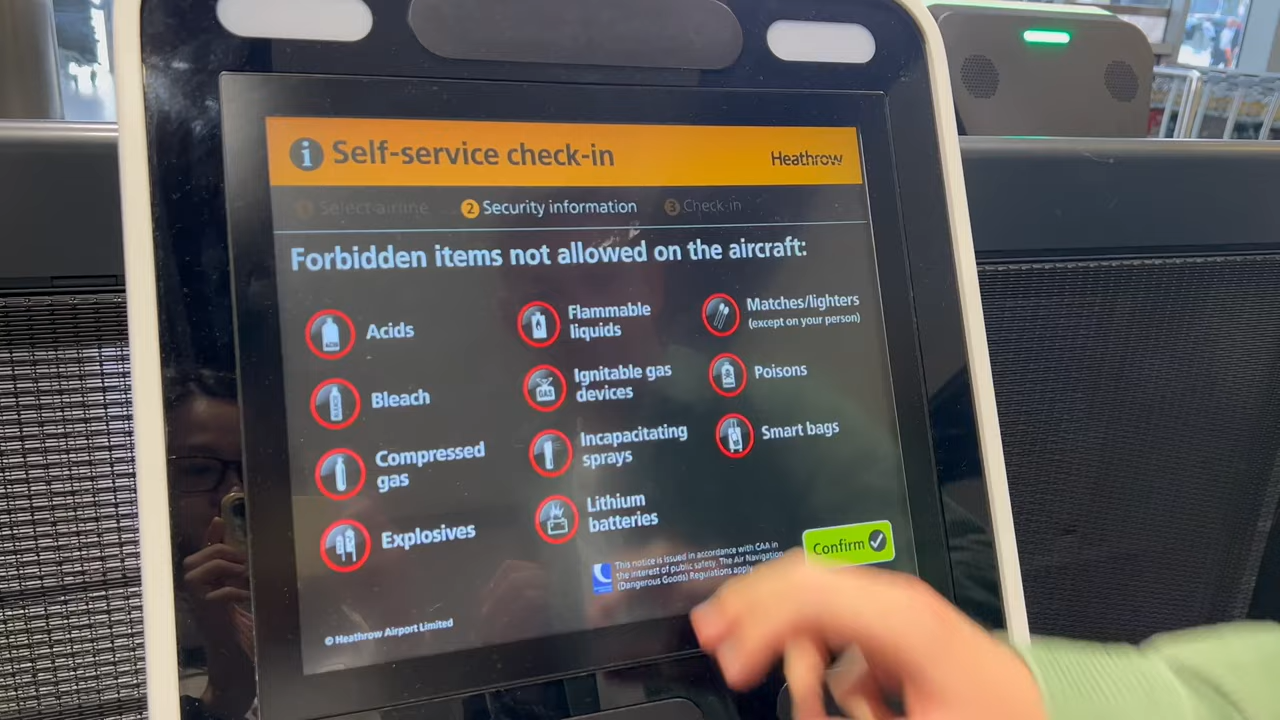 i Self-service check-in
Heathrow
1 Select airline
2 Security information
3 Check-in
Forbidden items not allowed on the aircraft:
Acids
Bleach
Compressed
gas
Explosives
Flammable
liquids
Ignitable gas
devices
Incapacitating
sprays
Lithium
batteries
Matches/lighters
(except on your person)
Poisons
Smart bags
This notice is issued in accordance with CAA in
the interest of public safety. The Air Navigation
(Dangerous Goods) Regulations apply
Confirm
© Heathrow Airport Limited